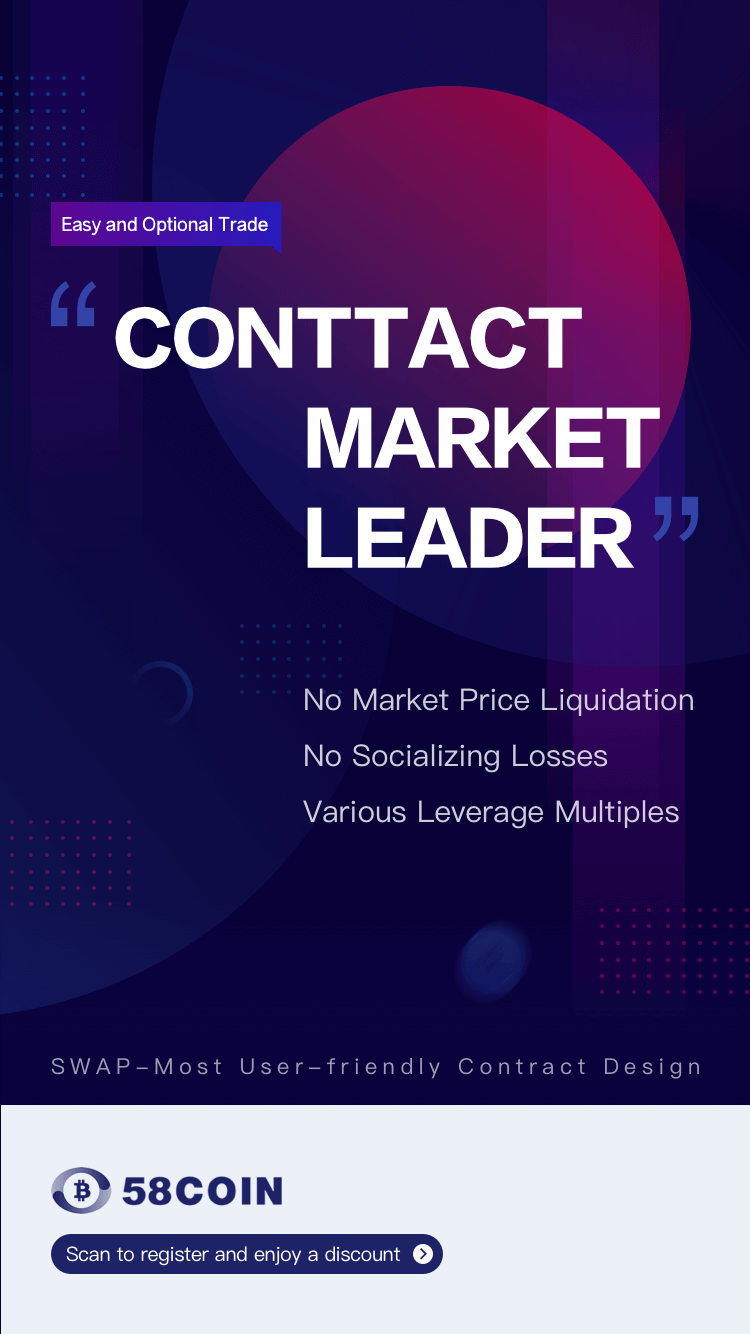 Easy and Optional Trade
“ CONTTACT
MARKET
LEADER ”
No Market Price Liquidation
No Socializing Losses
Various Leverage Multiples
SWAP–Most User–friendly Contract Design
58COIN
Scan to register and enjoy a discount